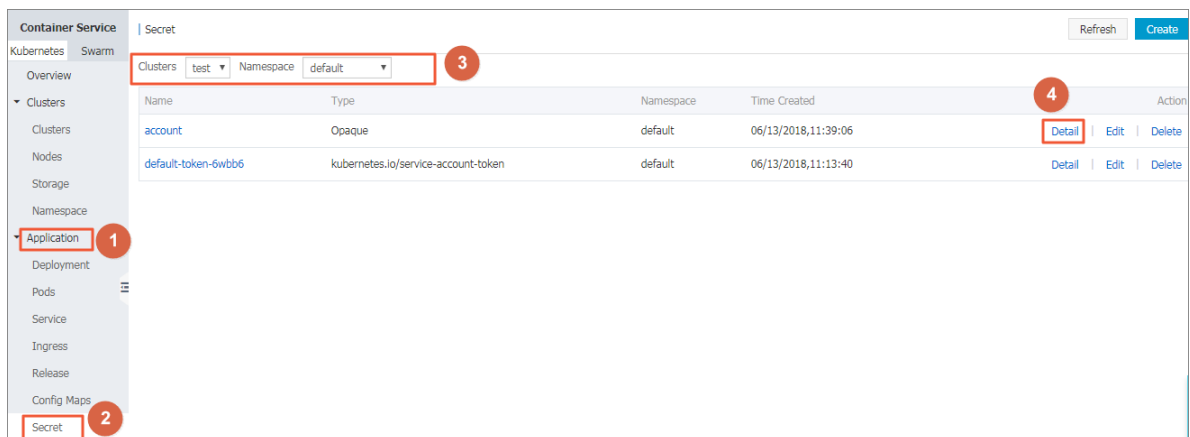 Container Service
Kubernetes Swarm
Overview
Clusters
Clusters
Nodes
Storage
Namespace
Application 1
Deployment
Pods
Service
Ingress
Release
Config Maps
Secret 2
Secret
Refresh Create
Clusters test Namespace default 3
4
Name Type Namespace Time Created Action
account Opaque default 06/13/2018,11:39:06 Detail | Edit | Delete
default-token-6wbb6 kubernetes.io/service-account-token default 06/13/2018,11:13:40 Detail | Edit | Delete